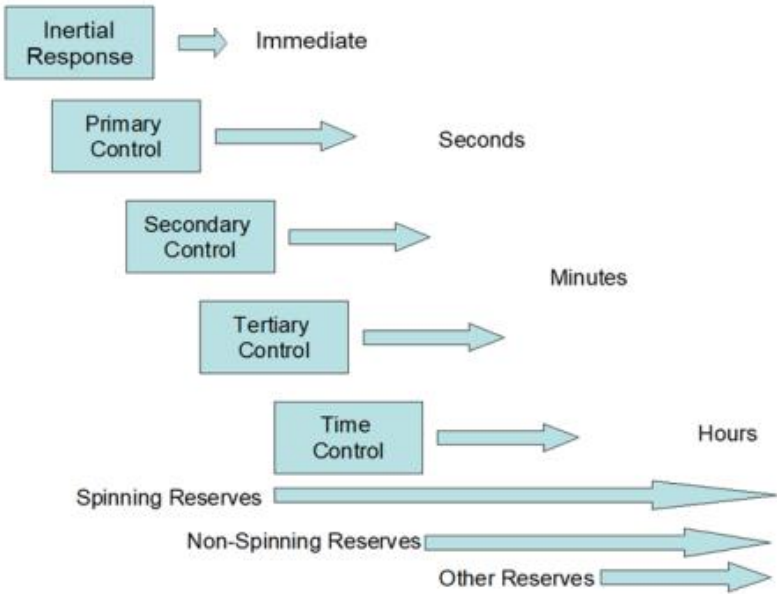 Inertial
Response
Immediate
Primary
Control
Seconds
Secondary
Control
Minutes
Tertiary
Control
Time
Control
Hours
Spinning Reserves
Non-Spinning Reserves
Other Reserves